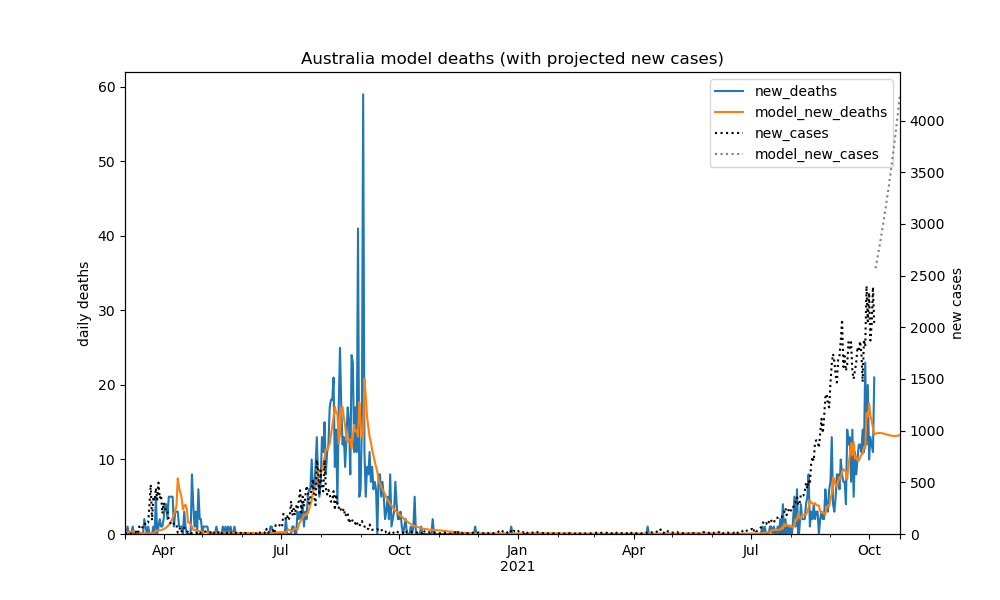 Australia model deaths (with projected new cases)
new_deaths
model_new_deaths
new_cases
model_new_cases
daily deaths
60
50
40
30
20
10
0
new cases
4000
3500
3000
2500
2000
1500
1000
500
0
Apr
Jul
Oct
Jan
2021
Apr
Jul
Oct